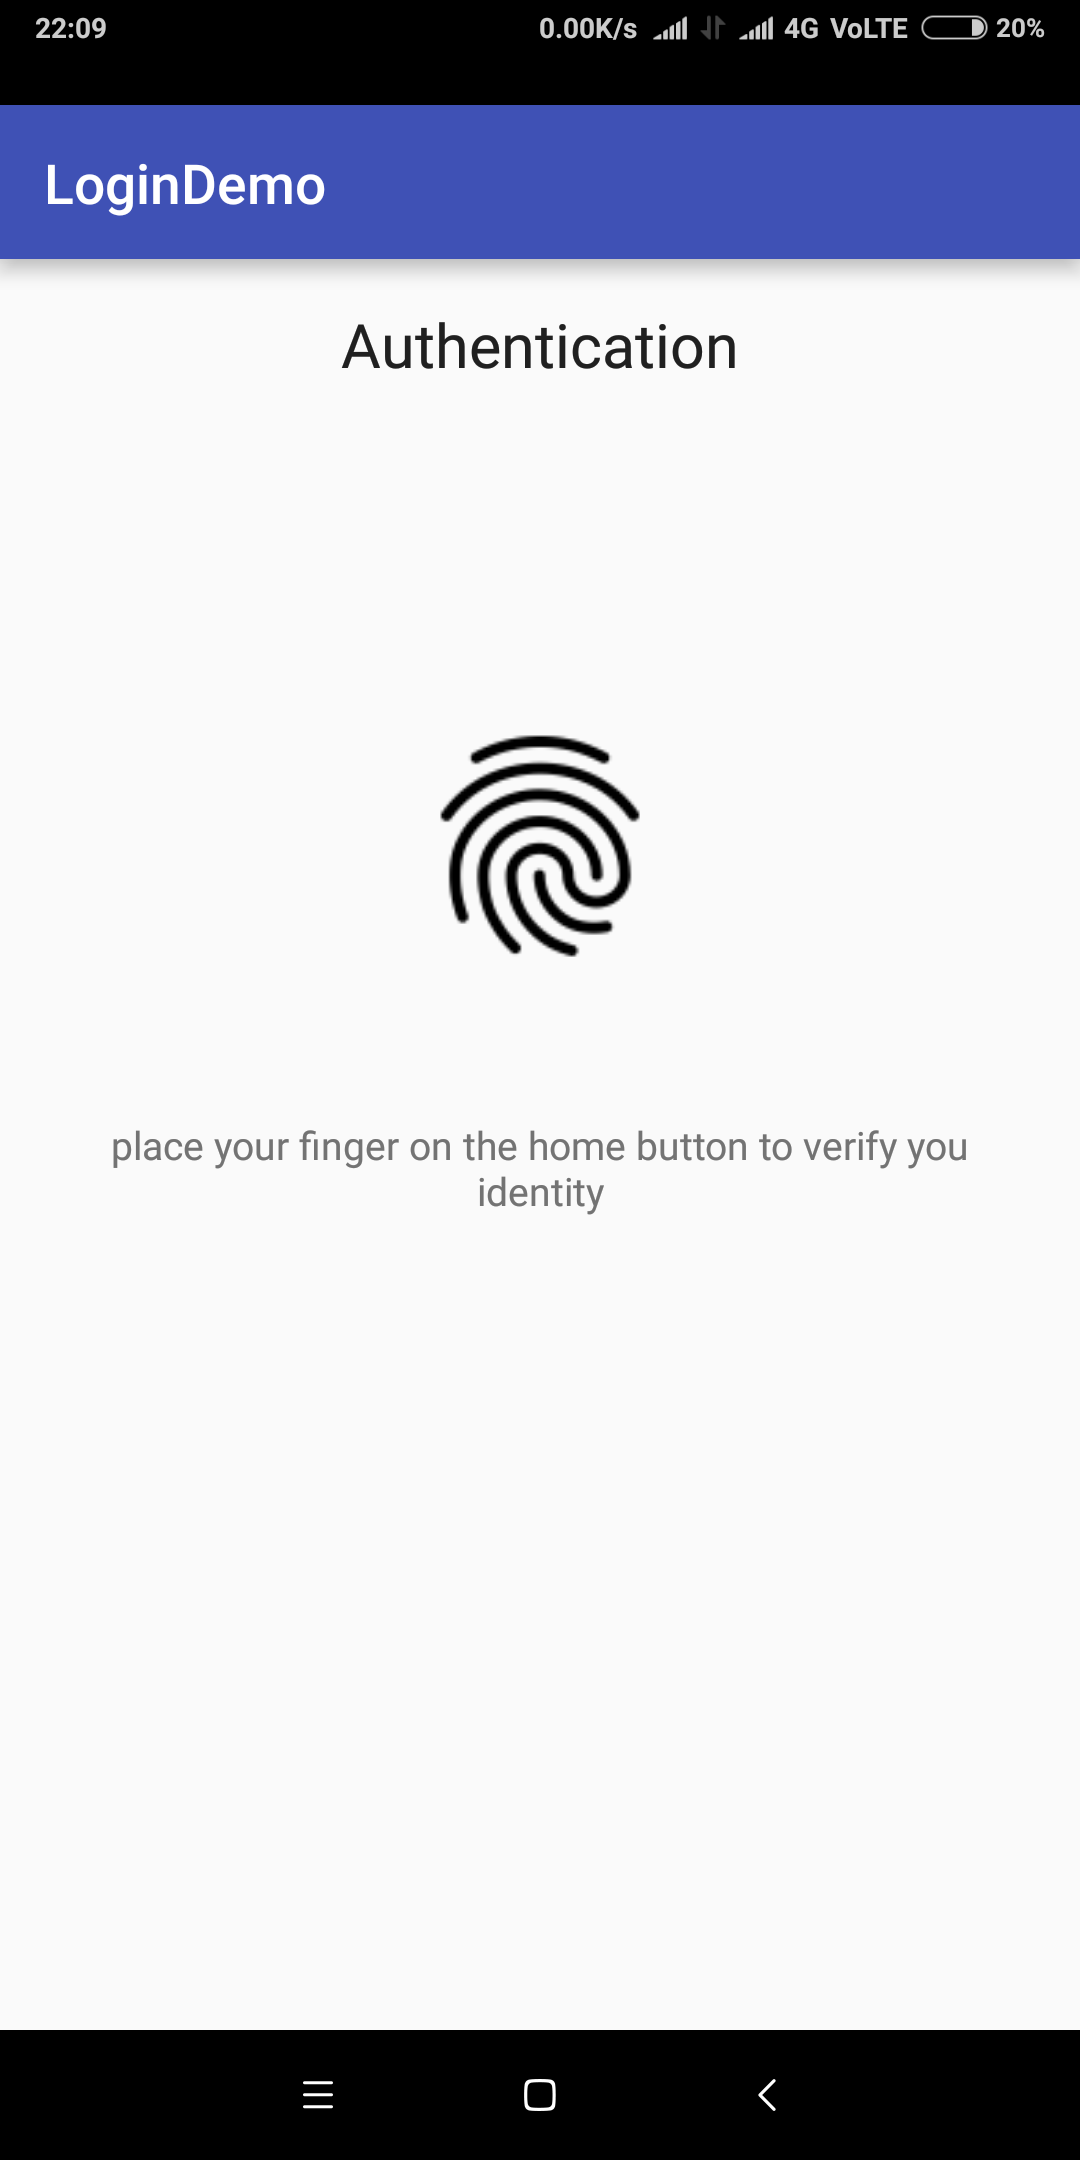 22:09 0.00K/s 4G VoLTE 20%
LoginDemo
Authentication
place your finger on the home button to verify you
identity